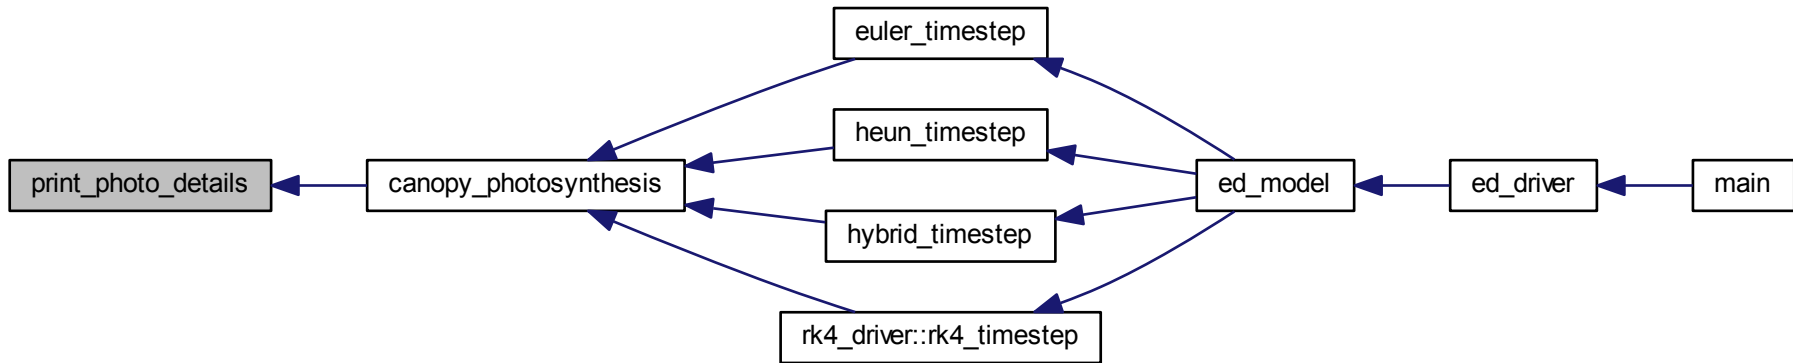 print_photo_details
canopy_photosynthesis
euler_timestep
heun_timestep
hybrid_timestep
rk4_driver::rk4_timestep
ed_model
ed_driver
main